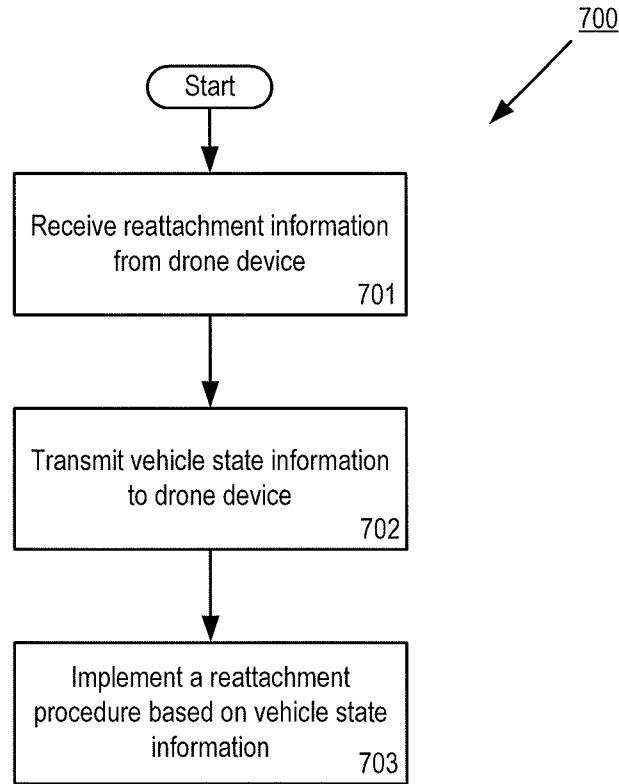 700
Start
Receive reattachment information
from drone device
701
Transmit vehicle state information
to drone device
702
Implement a reattachment
procedure based on vehicle state
information
703